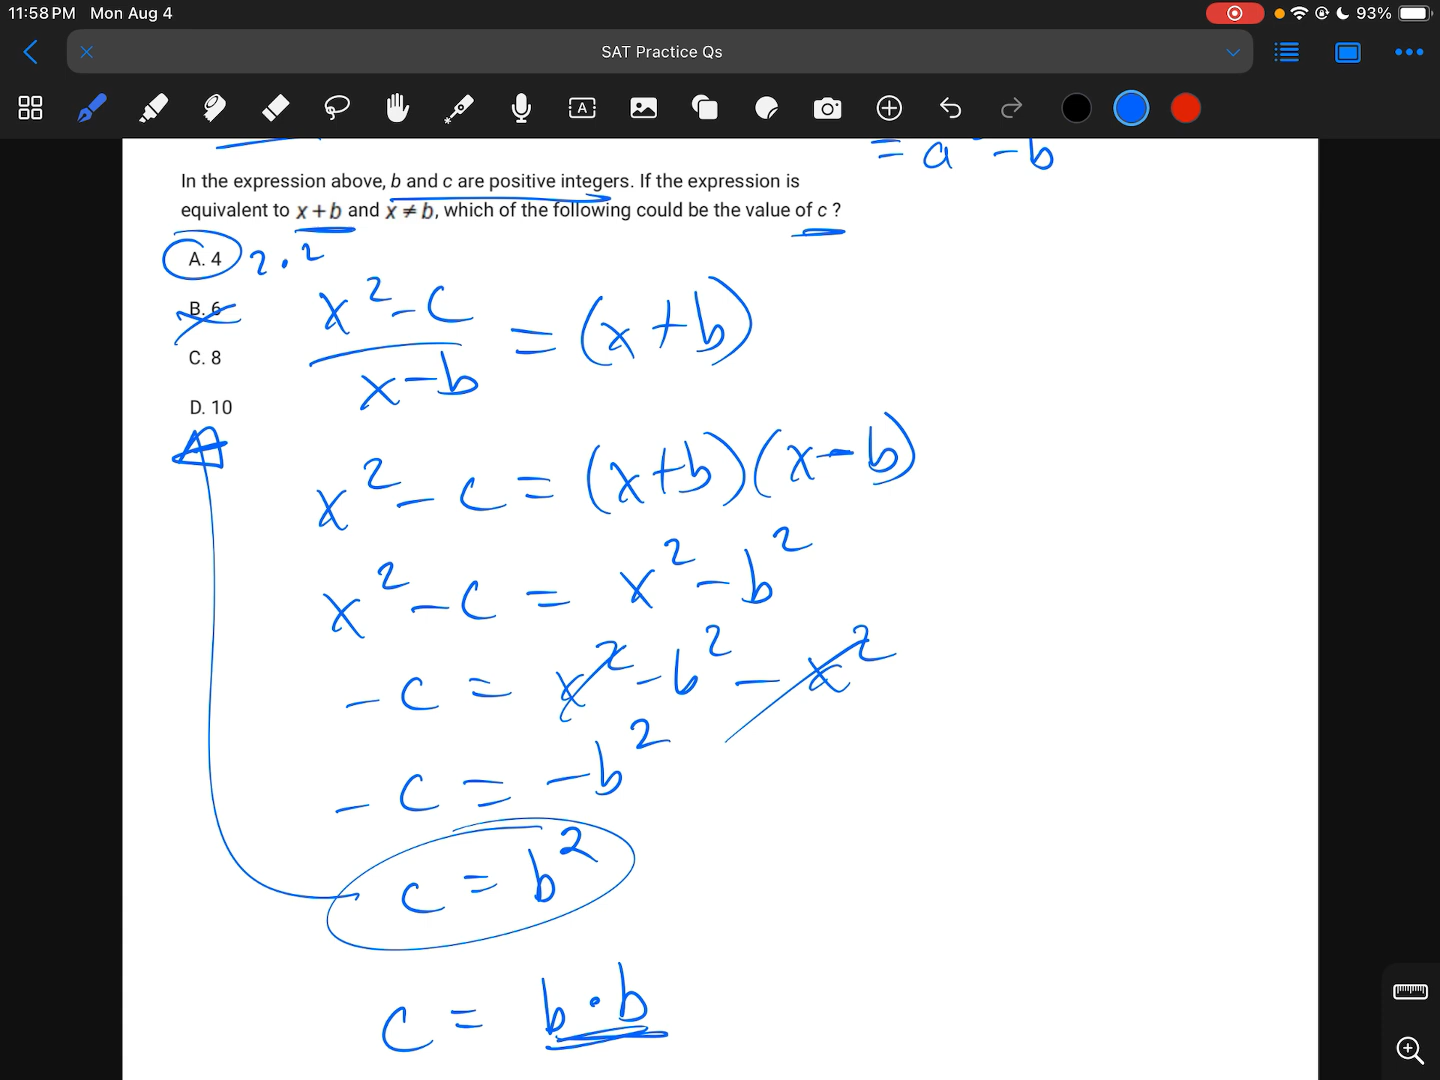 11:58 PM Mon Aug 4 93%
SAT Practice Qs
= a - b
In the expression above, b and c are positive integers. If the expression is
equivalent to x + b and x ≠ b, which of the following could be the value of c ?
A. 4 2 · 2
B. 6
C. 8
D. 10
x² - c / x - b = (x + b)
x² - c = (x + b)(x - b)
x² - c = x² - b²
- c = x² - b² - x²
- c = - b²
c = b²
c = b · b